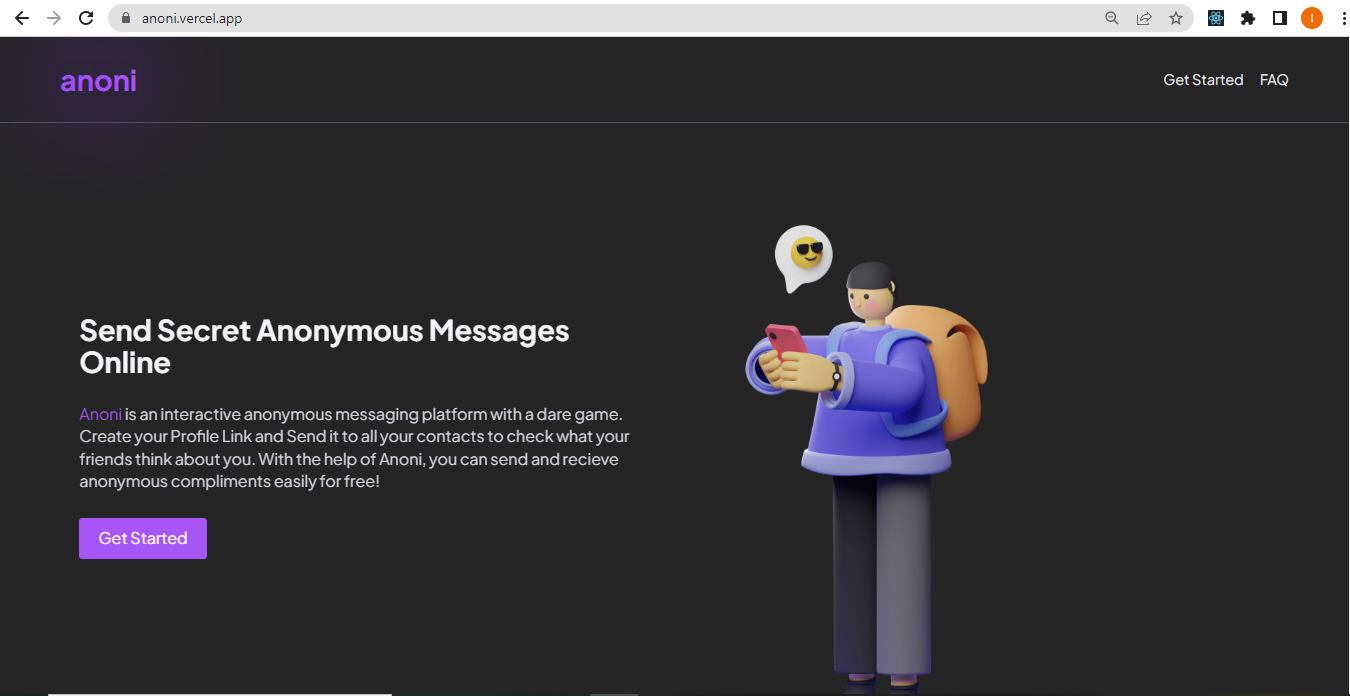 anoni.vercel.app
I
anoni
Get Started FAQ
Send Secret Anonymous Messages
Online
Anoni is an interactive anonymous messaging platform with a dare game.
Create your Profile Link and Send it to all your contacts to check what your
friends think about you. With the help of Anoni, you can send and recieve
anonymous compliments easily for free!
Get Started